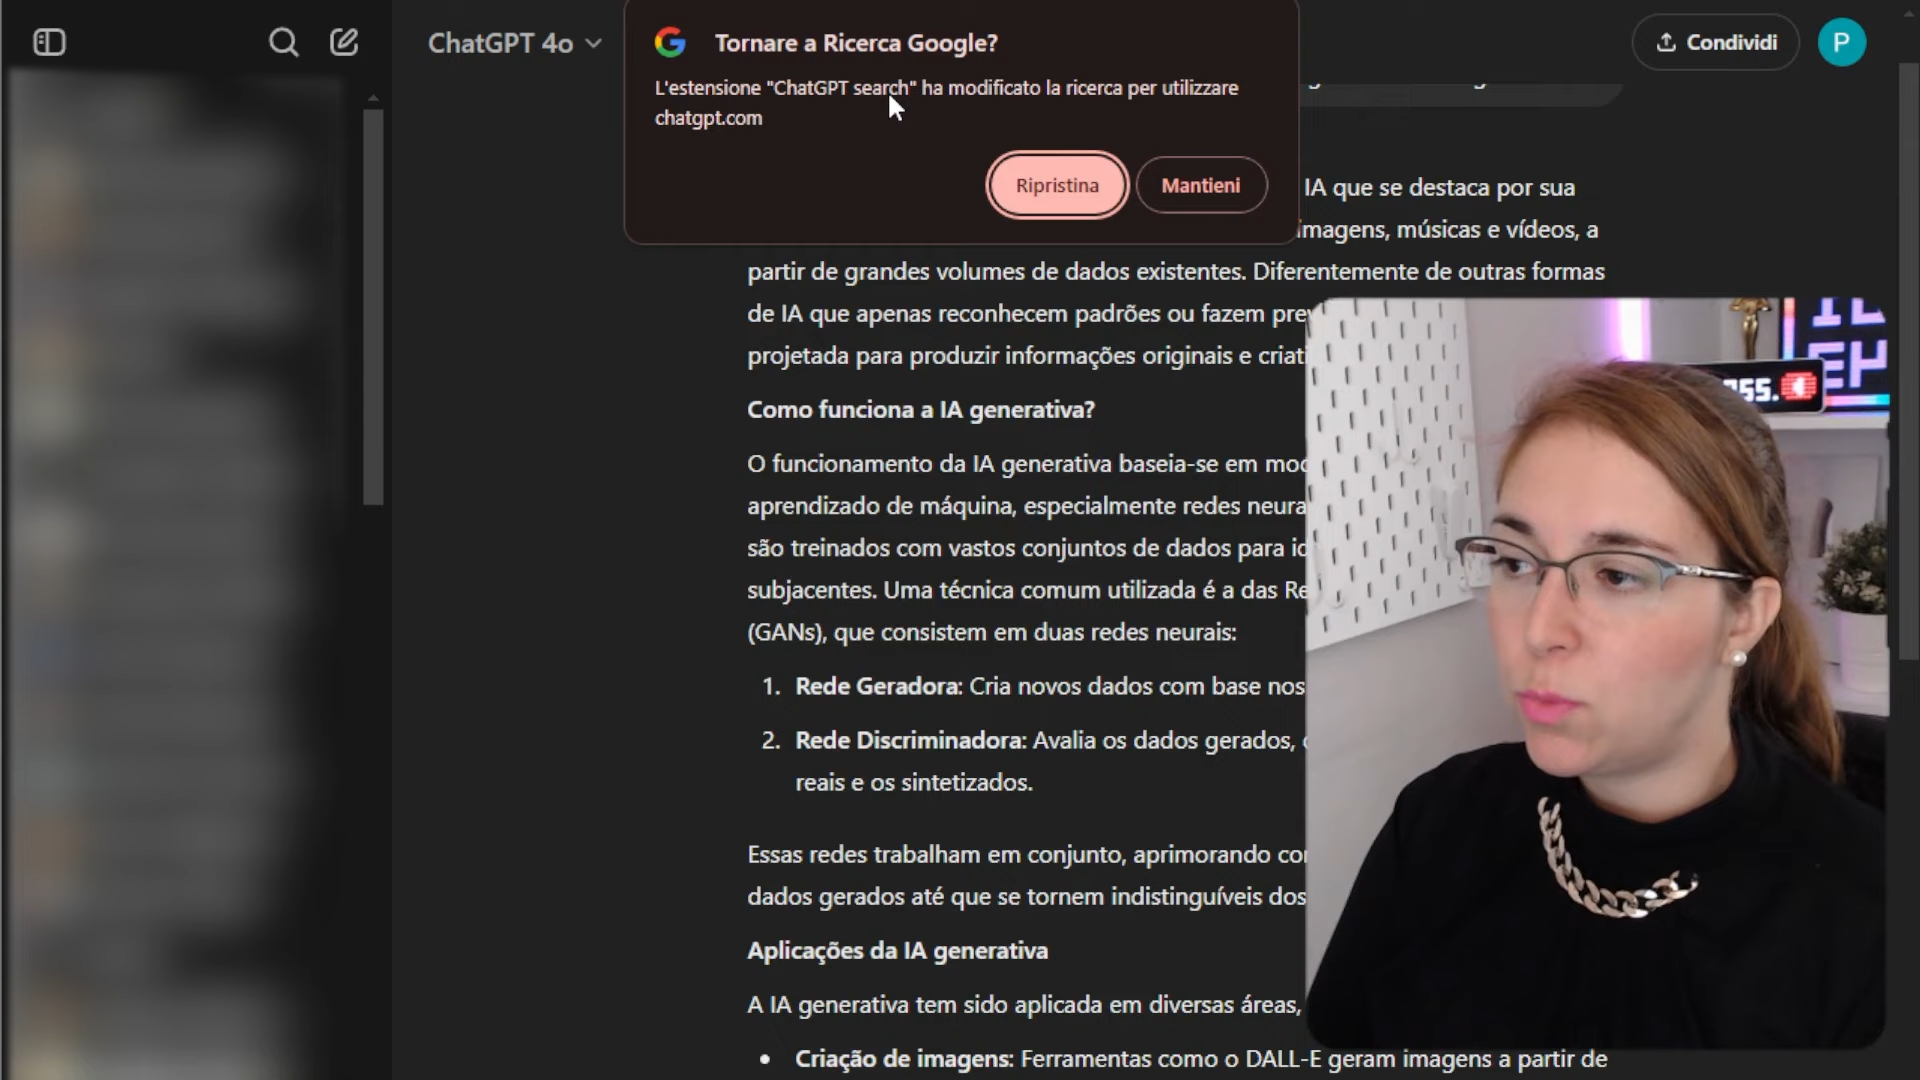 ChatGPT 4o
Tornare a Ricerca Google?
L'estensione "ChatGPT search" ha modificato la ricerca per utilizzare
chatgpt.com
Ripristina
Mantieni
Condividi
P
IA que se destaca por sua
imagens, músicas e vídeos, a
partir de grandes volumes de dados existentes. Diferentemente de outras formas
de IA que apenas reconhecem padrões ou fazem
projetada para produzir informações originais e
Como funciona a IA generativa?
O funcionamento da IA generativa baseia-se em
aprendizado de máquina, especialmente redes
são treinados com vastos conjuntos de dados para
subjacentes. Uma técnica comum utilizada é a das
(GANs), que consistem em duas redes neurais:
1. Rede Geradora: Cria novos dados com base nos
2. Rede Discriminadora: Avalia os dados gerados,
reais e os sintetizados.
Essas redes trabalham em conjunto, aprimorando
dados gerados até que se tornem indistinguíveis dos
Aplicações da IA generativa
A IA generativa tem sido aplicada em diversas áreas,
• Criação de imagens: Ferramentas como o DALL-E geram imagens a partir de